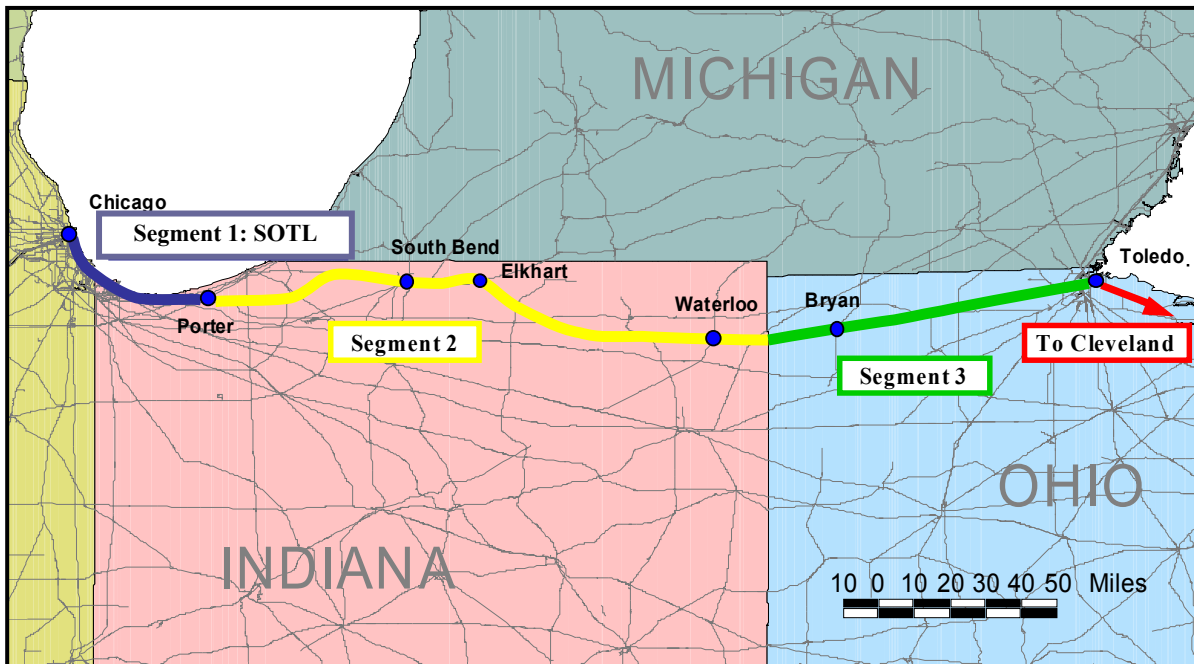 MICHIGAN
Chicago
Segment 1: SOTL
South Bend
Elkhart
Toledo.
Porter
Waterloo
Bryan
Segment 2
To Cleveland
Segment 3
OHIO
INDIANA
10 0 10 20 30 40 50 Miles